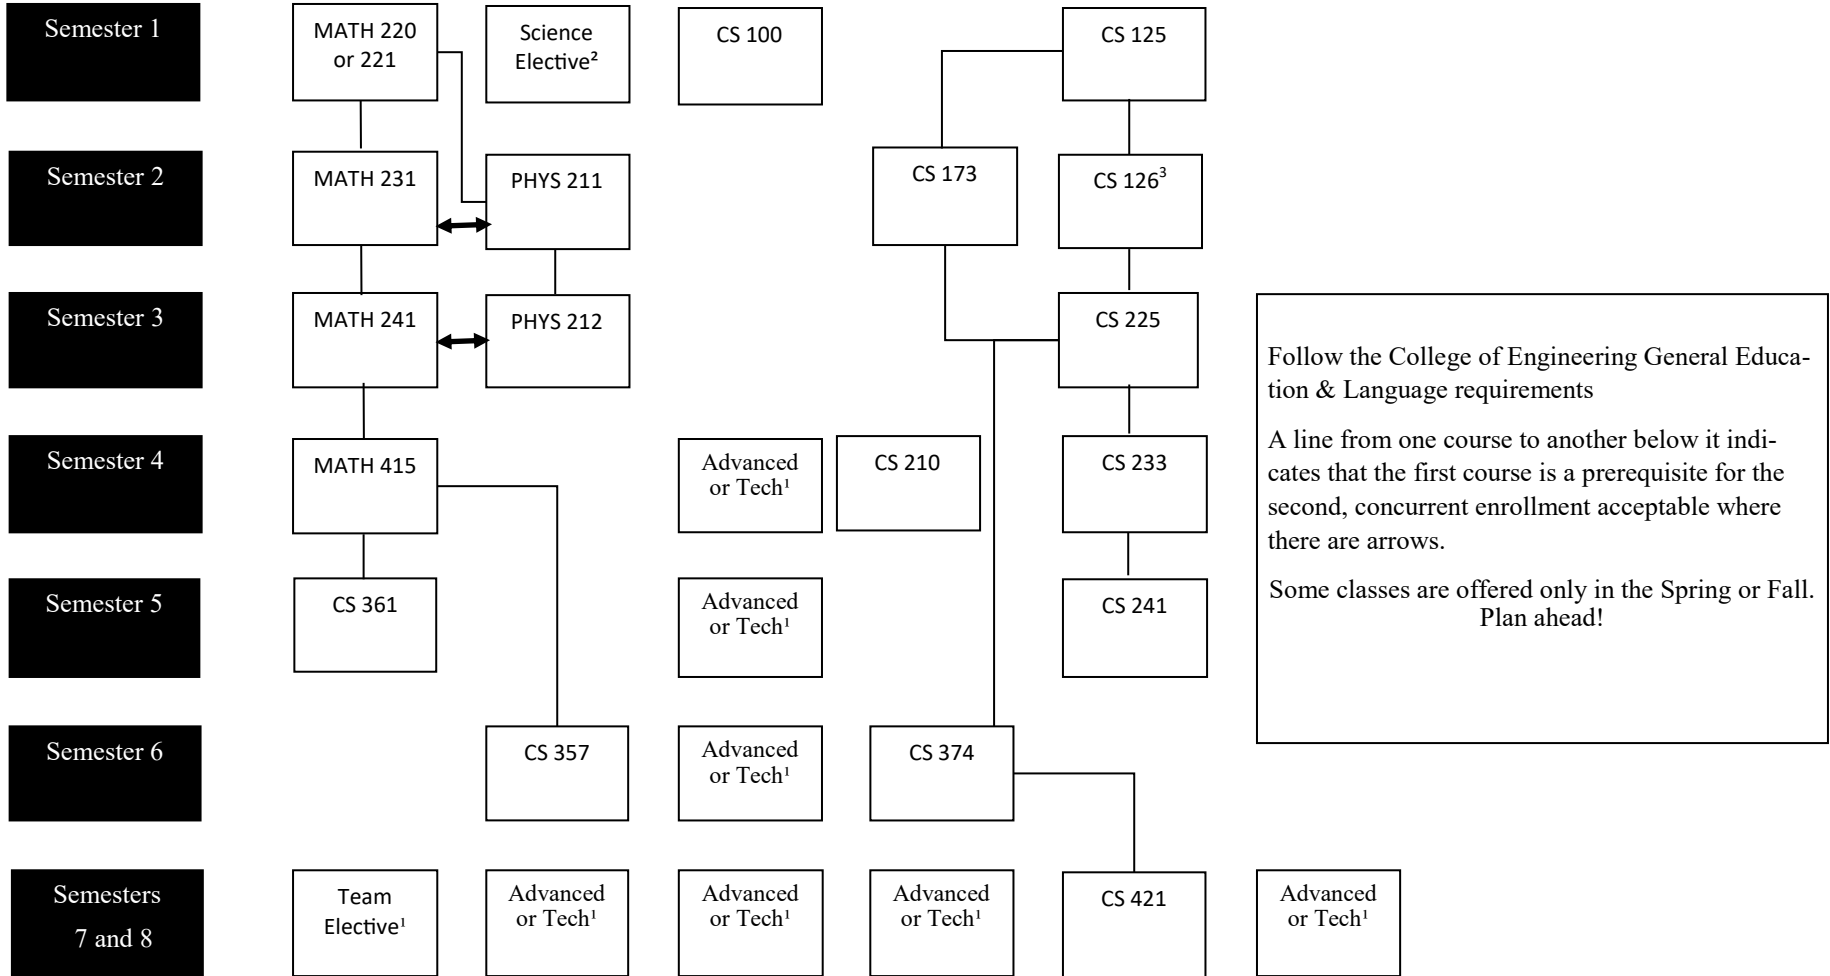 Semester 1
MATH 220
or 221
Science
Elective²
CS 100
CS 125
Semester 2
MATH 231
PHYS 211
CS 173
CS 126³
Semester 3
MATH 241
PHYS 212
CS 225
Follow the College of Engineering General Educa-
tion & Language requirements
A line from one course to another below it indi-
cates that the first course is a prerequisite for the
second, concurrent enrollment acceptable where
there are arrows.
Some classes are offered only in the Spring or Fall.
Plan ahead!
Semester 4
MATH 415
Advanced
or Tech¹
CS 210
CS 233
Semester 5
CS 361
Advanced
or Tech¹
CS 241
Semester 6
CS 357
Advanced
or Tech¹
CS 374
Semesters
7 and 8
Team
Elective¹
Advanced
or Tech¹
Advanced
or Tech¹
Advanced
or Tech¹
CS 421
Advanced
or Tech¹